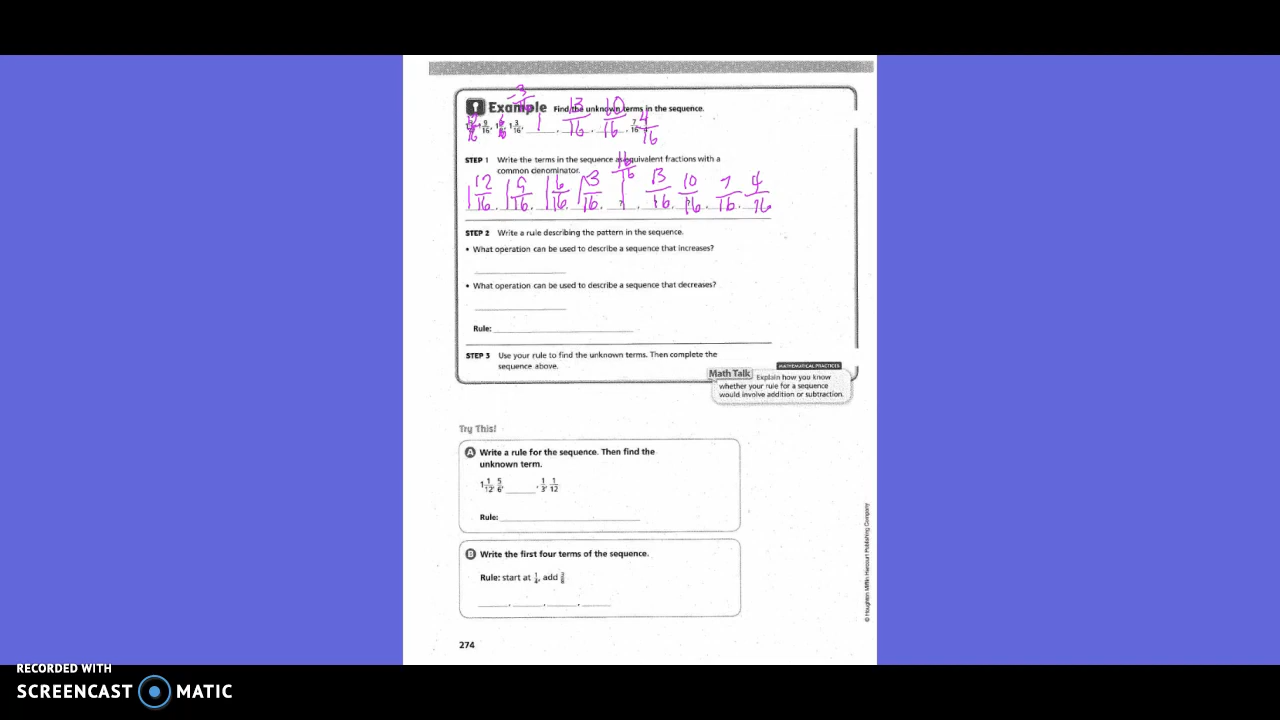 -3/16
Example Find the unknown terms in the sequence.
9/16, 1 3/16, 1, 13/16, 10/16, 7/16 4/16
STEP 1 Write the terms in the sequence as equivalent fractions with a
common denominator. 16/16
1 12/16, 1 9/16, 1 6/16, 1 3/16, 1, 13/16, 10/16, 7/16, 4/16
STEP 2 Write a rule describing the pattern in the sequence.
• What operation can be used to describe a sequence that increases?
• What operation can be used to describe a sequence that decreases?
Rule:
STEP 3 Use your rule to find the unknown terms. Then complete the
sequence above.
MATHEMATICAL PRACTICES
Math Talk Explain how you know
whether your rule for a sequence
would involve addition or subtraction.
Try This!
A Write a rule for the sequence. Then find the
unknown term.
1 1/12, 5/6, ____, 1/3, 1/12
Rule:
B Write the first four terms of the sequence.
Rule: start at 1/4, add 3/8
____, ____, ____, ____
© Houghton Mifflin Harcourt Publishing Company
274
RECORDED WITH
SCREENCAST MATIC